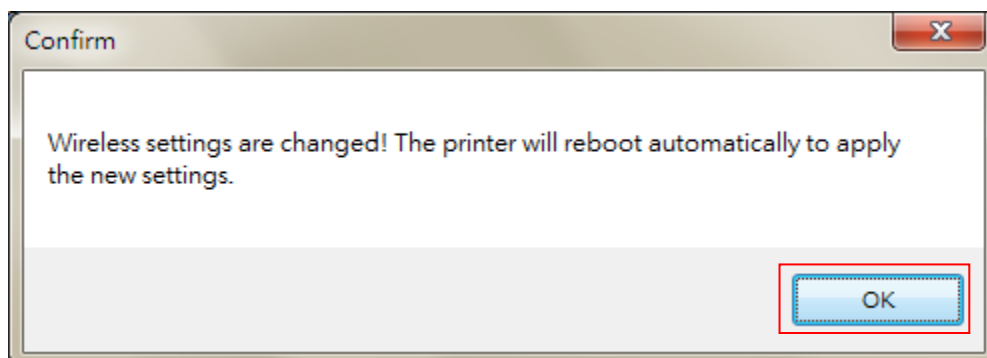 Confirm
Wireless settings are changed! The printer will reboot automatically to apply
the new settings.
OK